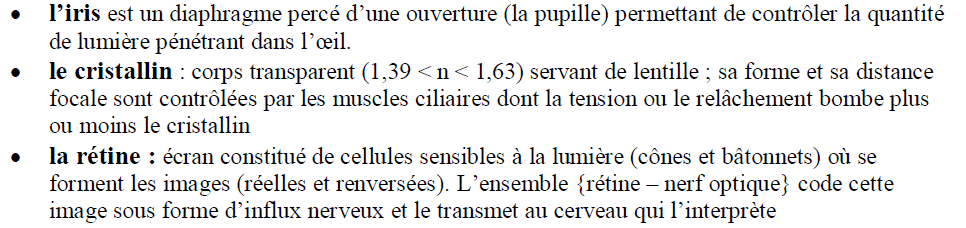 • l’iris est un diaphragme percé d’une ouverture (la pupille) permettant de contrôler la quantité
de lumière pénétrant dans l’œil.
• le cristallin : corps transparent (1,39 < n < 1,63) servant de lentille ; sa forme et sa distance
focale sont contrôlées par les muscles ciliaires dont la tension ou le relâchement bombe plus
ou moins le cristallin
• la rétine : écran constitué de cellules sensibles à la lumière (cônes et bâtonnets) où se
forment les images (réelles et renversées). L’ensemble {rétine – nerf optique} code cette
image sous forme d’influx nerveux et le transmet au cerveau qui l’interprète